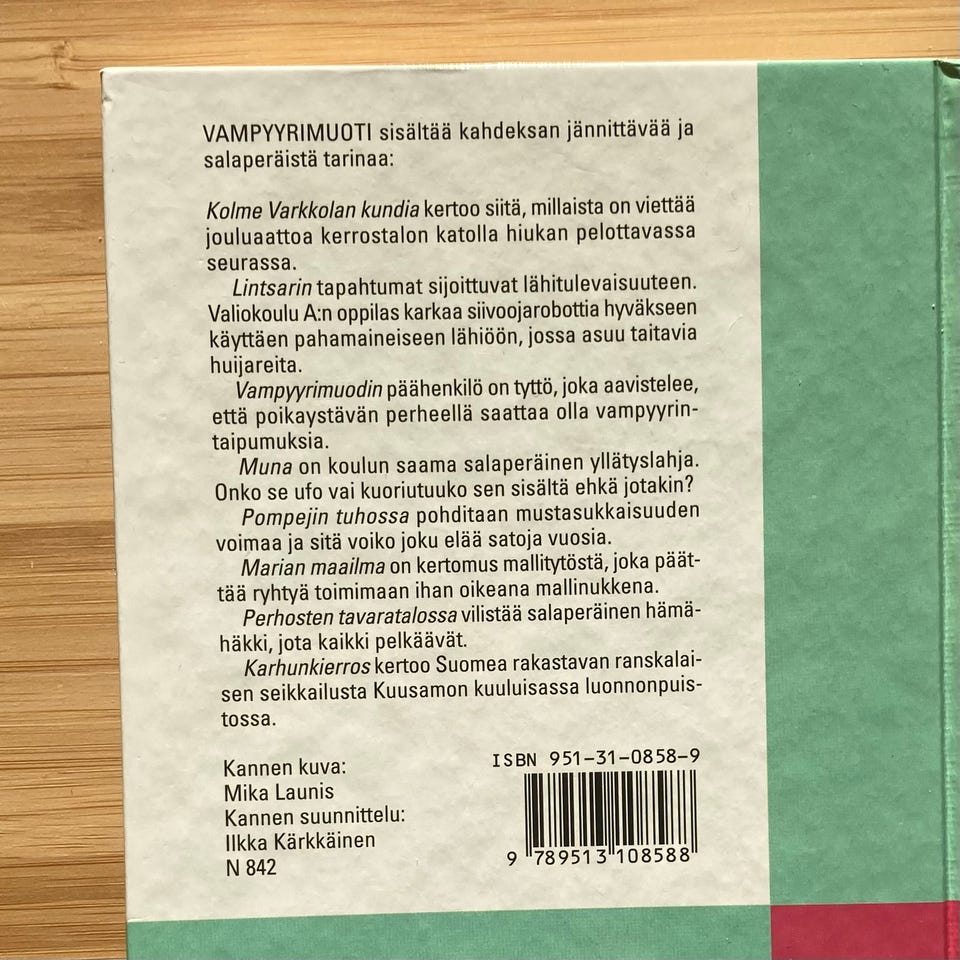 VAMPYYRIMUOTI sisältää kahdeksan jännittävää ja
salaperäistä tarinaa:
Kolme Varkkolan kundia kertoo siitä, millaista on viettää
jouluaattoa kerrostalon katolla hiukan pelottavassa
seurassa.
Lintsarin tapahtumat sijoittuvat lähitulevaisuuteen.
Valiokoulu A:n oppilas karkaa siivoojarobottia hyväkseen
käyttäen pahamaineiseen lähiöön, jossa asuu taitavia
huijareita.
Vampyyrimuodin päähenkilö on tyttö, joka aavistelee,
että poikaystävän perheellä saattaa olla vampyyrin-
taipumuksia.
Muna on koulun saama salaperäinen yllätyslahja.
Onko se ufo vai kuoriutuuko sen sisältä ehkä jotakin?
Pompejin tuhossa pohditaan mustasukkaisuuden
voimaa ja sitä voiko joku elää satoja vuosia.
Marian maailma on kertomus mallitytöstä, joka päät-
tää ryhtyä toimimaan ihan oikeana mallinukkena.
Perhosten tavaratalossa vilistää salaperäinen hämä-
häkki, jota kaikki pelkäävät.
Karhunkierros kertoo Suomea rakastavan ranskalai-
sen seikkailusta Kuusamon kuuluisassa luonnonpuis-
tossa.
Kannen kuva:
Mika Launis
Kannen suunnittelu:
Ilkka Kärkkäinen
N 842
ISBN 951-31-0858-9
9 789513 108588